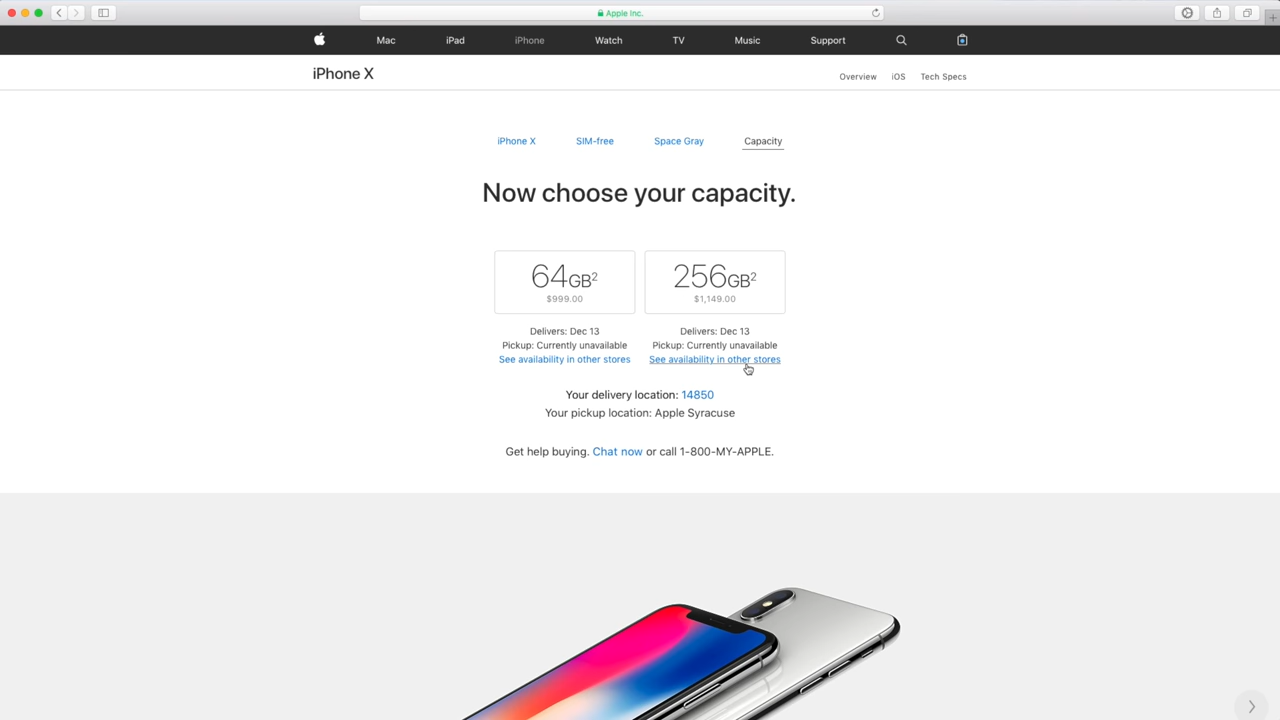 Apple Inc.
Mac iPad iPhone Watch TV Music Support
iPhone X
Overview iOS Tech Specs
iPhone X SIM-free Space Gray Capacity
Now choose your capacity.
64GB2 256GB2
$999.00 $1,149.00
Delivers: Dec 13 Delivers: Dec 13
Pickup: Currently unavailable Pickup: Currently unavailable
See availability in other stores See availability in other stores
Your delivery location: 14850
Your pickup location: Apple Syracuse
Get help buying. Chat now or call 1-800-MY-APPLE.